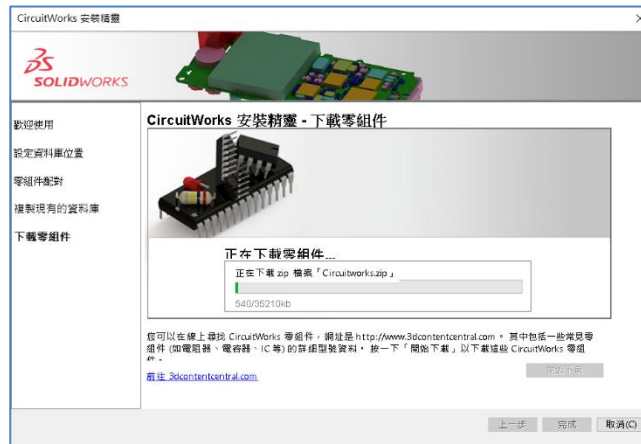 CircuitWorks 安裝精靈
SOLIDWORKS
歡迎使用
設定資料庫位置
零組件配對
複製現有的資料庫
下載零組件
CircuitWorks 安裝精靈 - 下載零組件
正在下載零組件...
正在下載 zip 檔案「Circuitworks.zip」
540/35210kb
您可以在線上尋找 CircuitWorks 零組件，網址是 http://www.3dcontentcentral.com。其中包括一些常見零
組件 (如電阻器、電容器、IC 等) 的詳細型號資料。按一下「開始下載」以下載這些 CircuitWorks 零組
件。
開始下載
前往 3dcontentcentral.com
上一步
完成
取消(C)